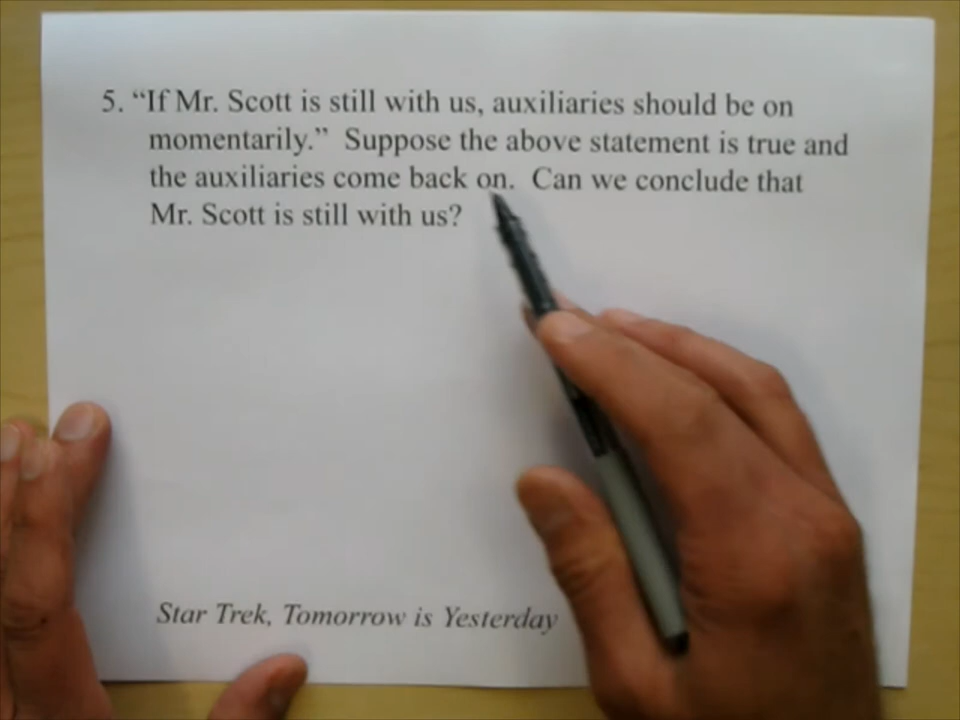 5. “If Mr. Scott is still with us, auxiliaries should be on
momentarily.” Suppose the above statement is true and
the auxiliaries come back on. Can we conclude that
Mr. Scott is still with us?
Star Trek, Tomorrow is Yesterday